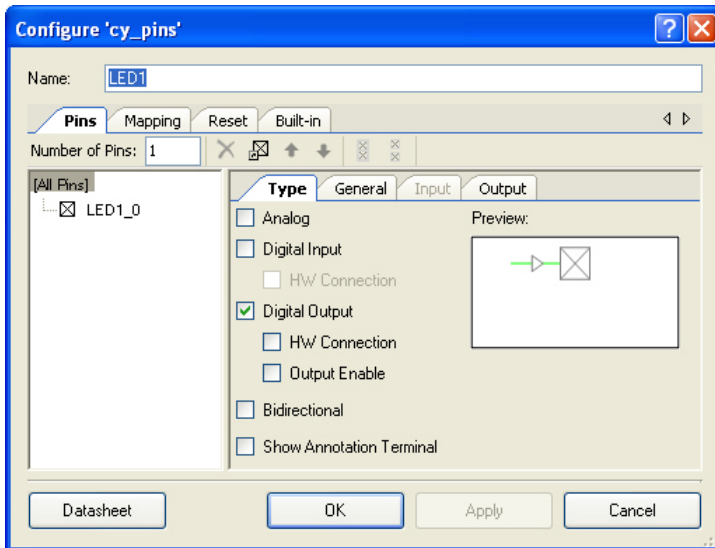 Configure 'cy_pins'
Name: LED1
Pins Mapping Reset Built-in
Number of Pins: 1
[All Pins]
LED1_0
Type General Input Output
Analog
Preview:
Digital Input
HW Connection
Digital Output
HW Connection
Output Enable
Bidirectional
Show Annotation Terminal
Datasheet OK Apply Cancel